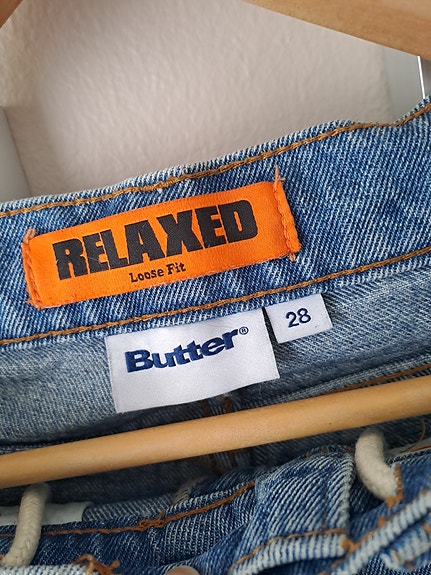 RELAXED
Loose Fit
Butter®
28